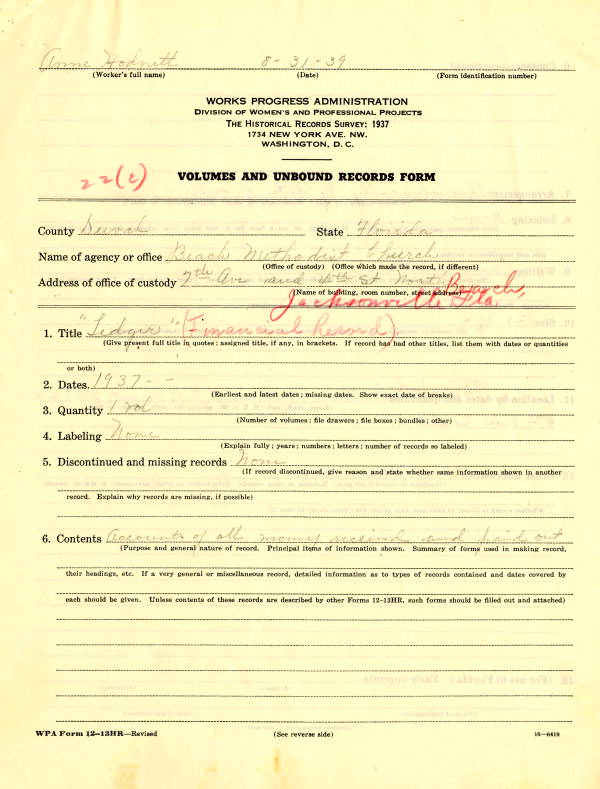 Anne Hodnett 8-31-39
(Worker's full name) (Date) (Form identification number)
WORKS PROGRESS ADMINISTRATION
DIVISION OF WOMEN'S AND PROFESSIONAL PROJECTS
THE HISTORICAL RECORDS SURVEY: 1937
1734 NEW YORK AVE. NW.
WASHINGTON, D. C.
22(c) VOLUMES AND UNBOUND RECORDS FORM
County Duval State Florida
Name of agency or office Beach Methodist Church
(Office of custody) (Office which made the record, if different)
Address of office of custody 7th Ave and 4th St North Beach,
(Name of building, room number, street address)
Jacksonville Fla.
1. Title "Ledger" (Financial Record)
(Give present full title in quotes; assigned title, if any, in brackets. If record has had other titles, list them with dates or quantities
or both)
2. Dates. 1937--
(Earliest and latest dates; missing dates. Show exact date of breaks)
3. Quantity 1 vol
(Number of volumes; file drawers; file boxes; bundles; other)
4. Labeling None
(Explain fully; years; numbers; letters; number of records so labeled)
5. Discontinued and missing records None
(If record discontinued, give reason and state whether same information shown in another
record. Explain why records are missing, if possible)
6. Contents Accounts of all money received and paid out
(Purpose and general nature of record. Principal items of information shown. Summary of forms used in making record,
their headings, etc. If a very general or miscellaneous record, detailed information as to types of records contained and dates covered by
each should be given. Unless contents of these records are described by other Forms 12-13HR, such forms should be filled out and attached)
WPA Form 12-13HR—Revised (See reverse side) 16—6419